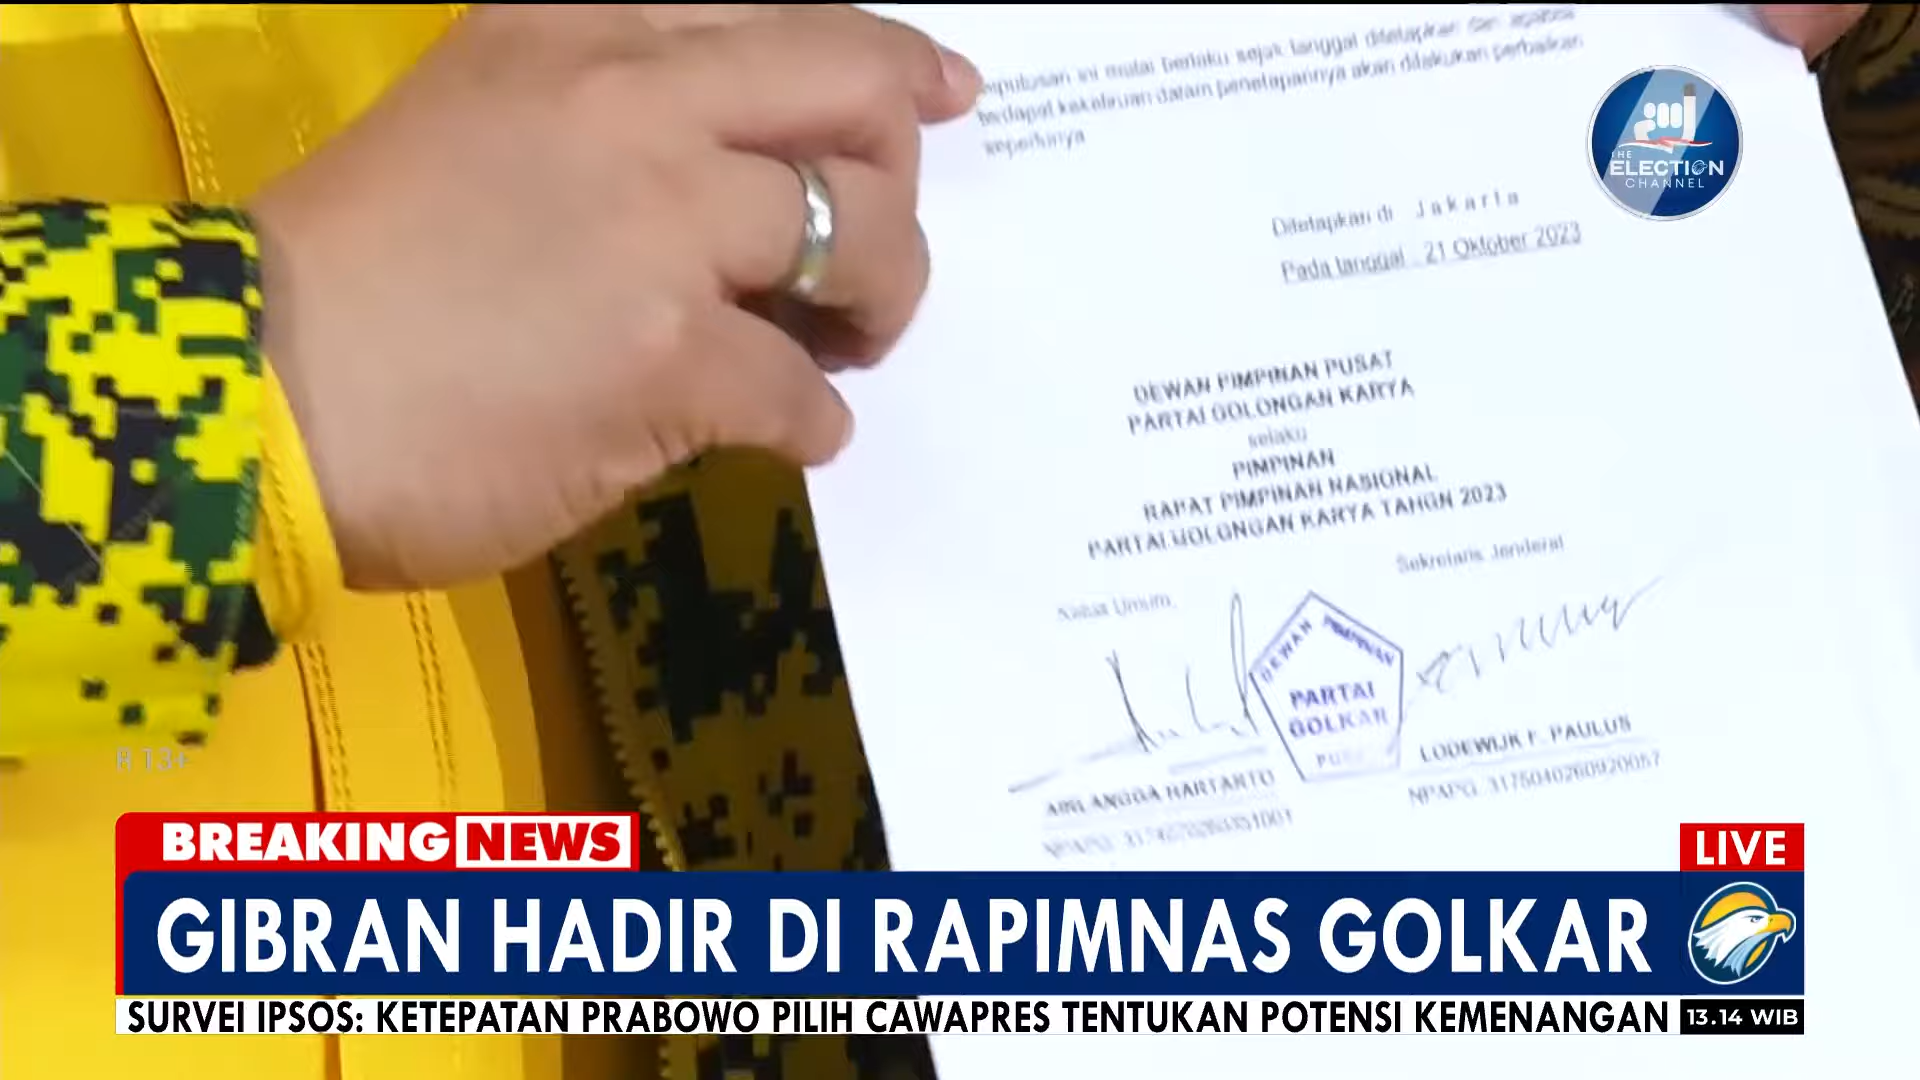 mulai berlaku sejak tanggal ditetapkan dan apabila
terdapat kekeliruan dalam penetapannya akan dilakukan perbaikan
seperlunya
THE
ELECTION
CHANNEL
Ditetapkan di Jakarta
Pada tanggal 21 Oktober 2023
DEWAN PIMPINAN PUSAT
PARTAI GOLONGAN KARYA
selaku
PIMPINAN
RAPAT PIMPINAN NASIONAL
PARTAI GOLONGAN KARYA TAHUN 2023
Ketua Umum,
Sekretaris Jenderal
DEWAN PIMPINAN
PARTAI
GOLKAR
AIRLANGGA HARTARTO
LODEWIJK F. PAULUS
NPAPG.
NPAPG. 3175040260920057
R 13+
BREAKING NEWS
LIVE
GIBRAN HADIR DI RAPIMNAS GOLKAR
SURVEI IPSOS: KETEPATAN PRABOWO PILIH CAWAPRES TENTUKAN POTENSI KEMENANGAN
13.14 WIB